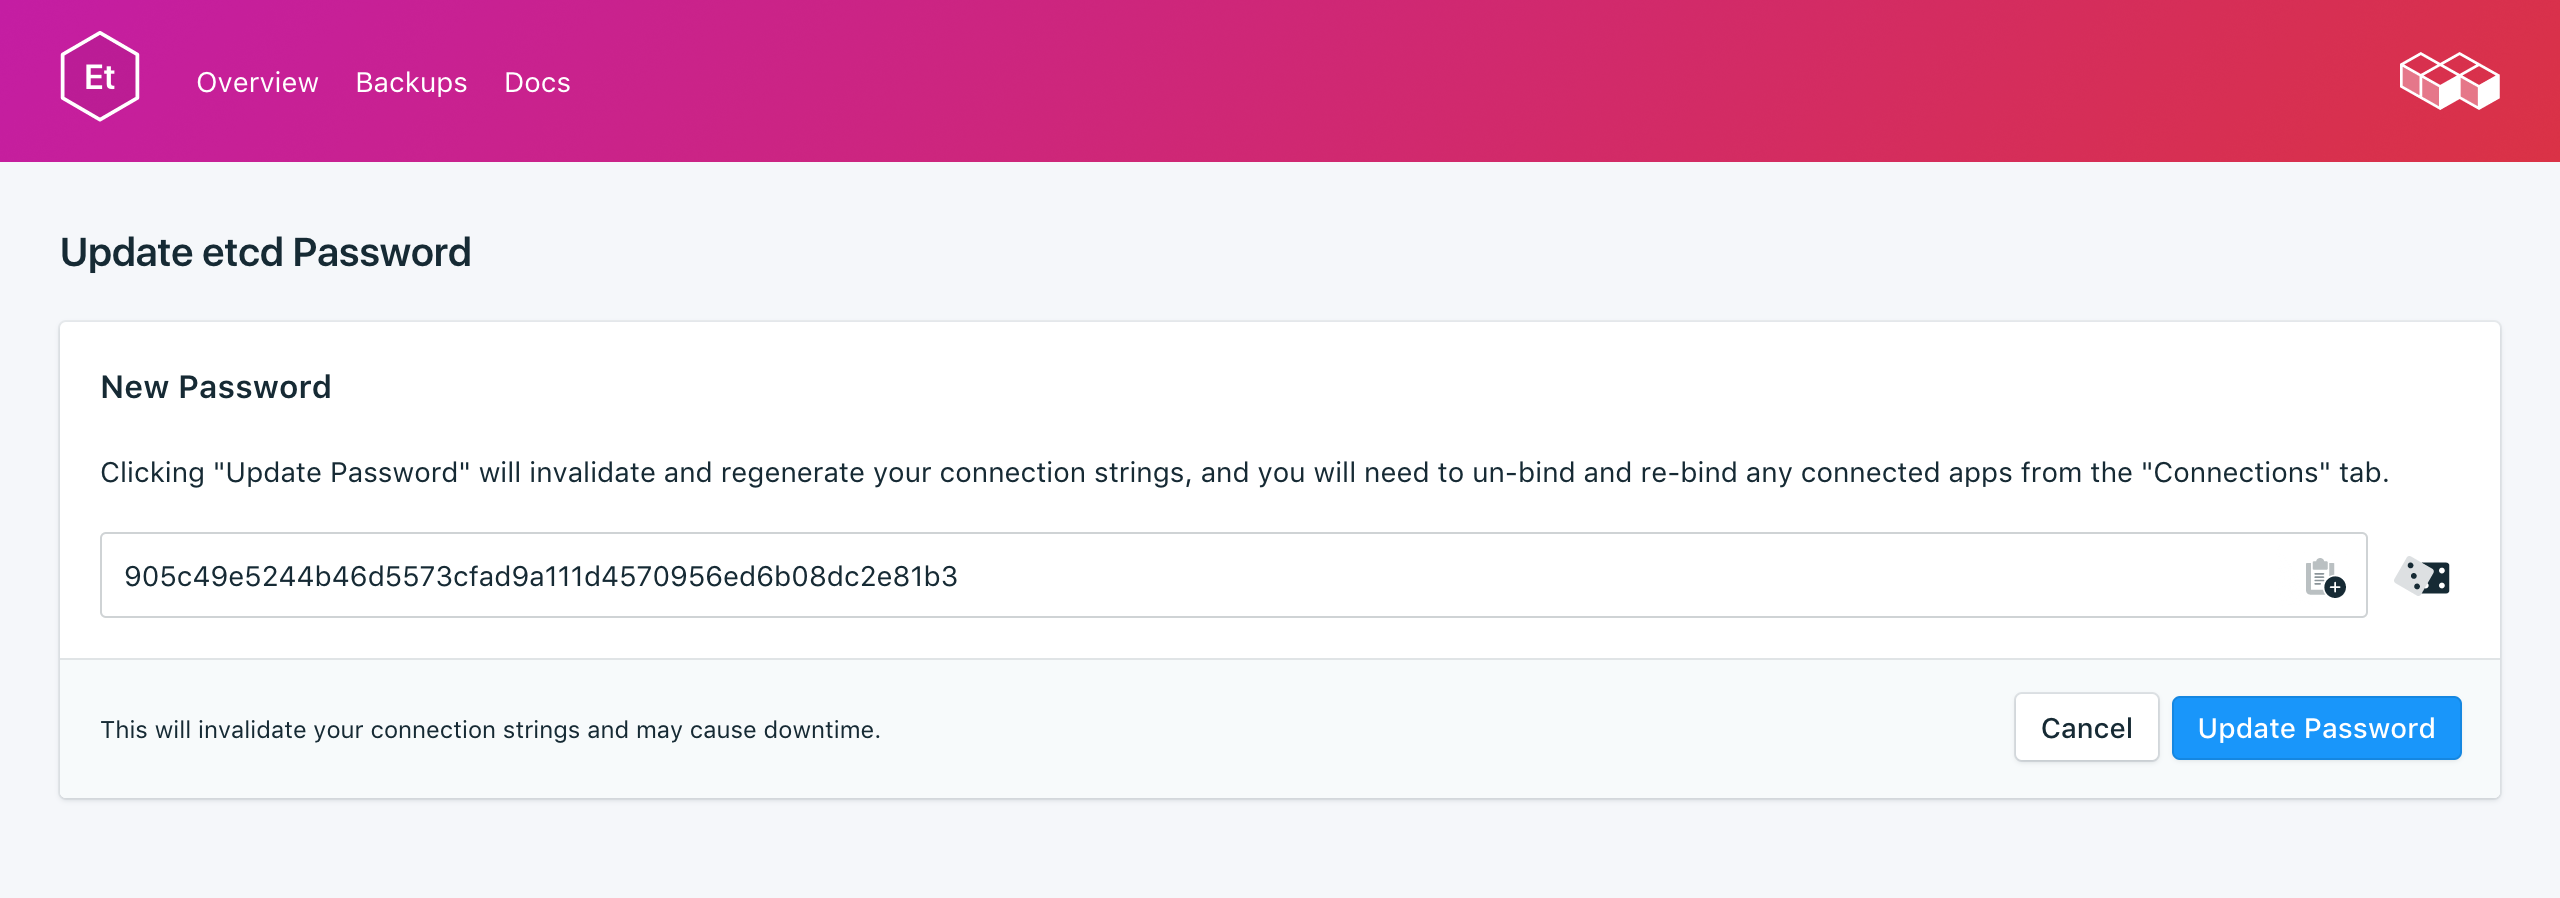 Et
Overview Backups Docs
Update etcd Password
New Password
Clicking "Update Password" will invalidate and regenerate your connection strings, and you will need to un-bind and re-bind any connected apps from the "Connections" tab.
905c49e5244b46d5573cfad9a111d4570956ed6b08dc2e81b3
This will invalidate your connection strings and may cause downtime.
Cancel Update Password